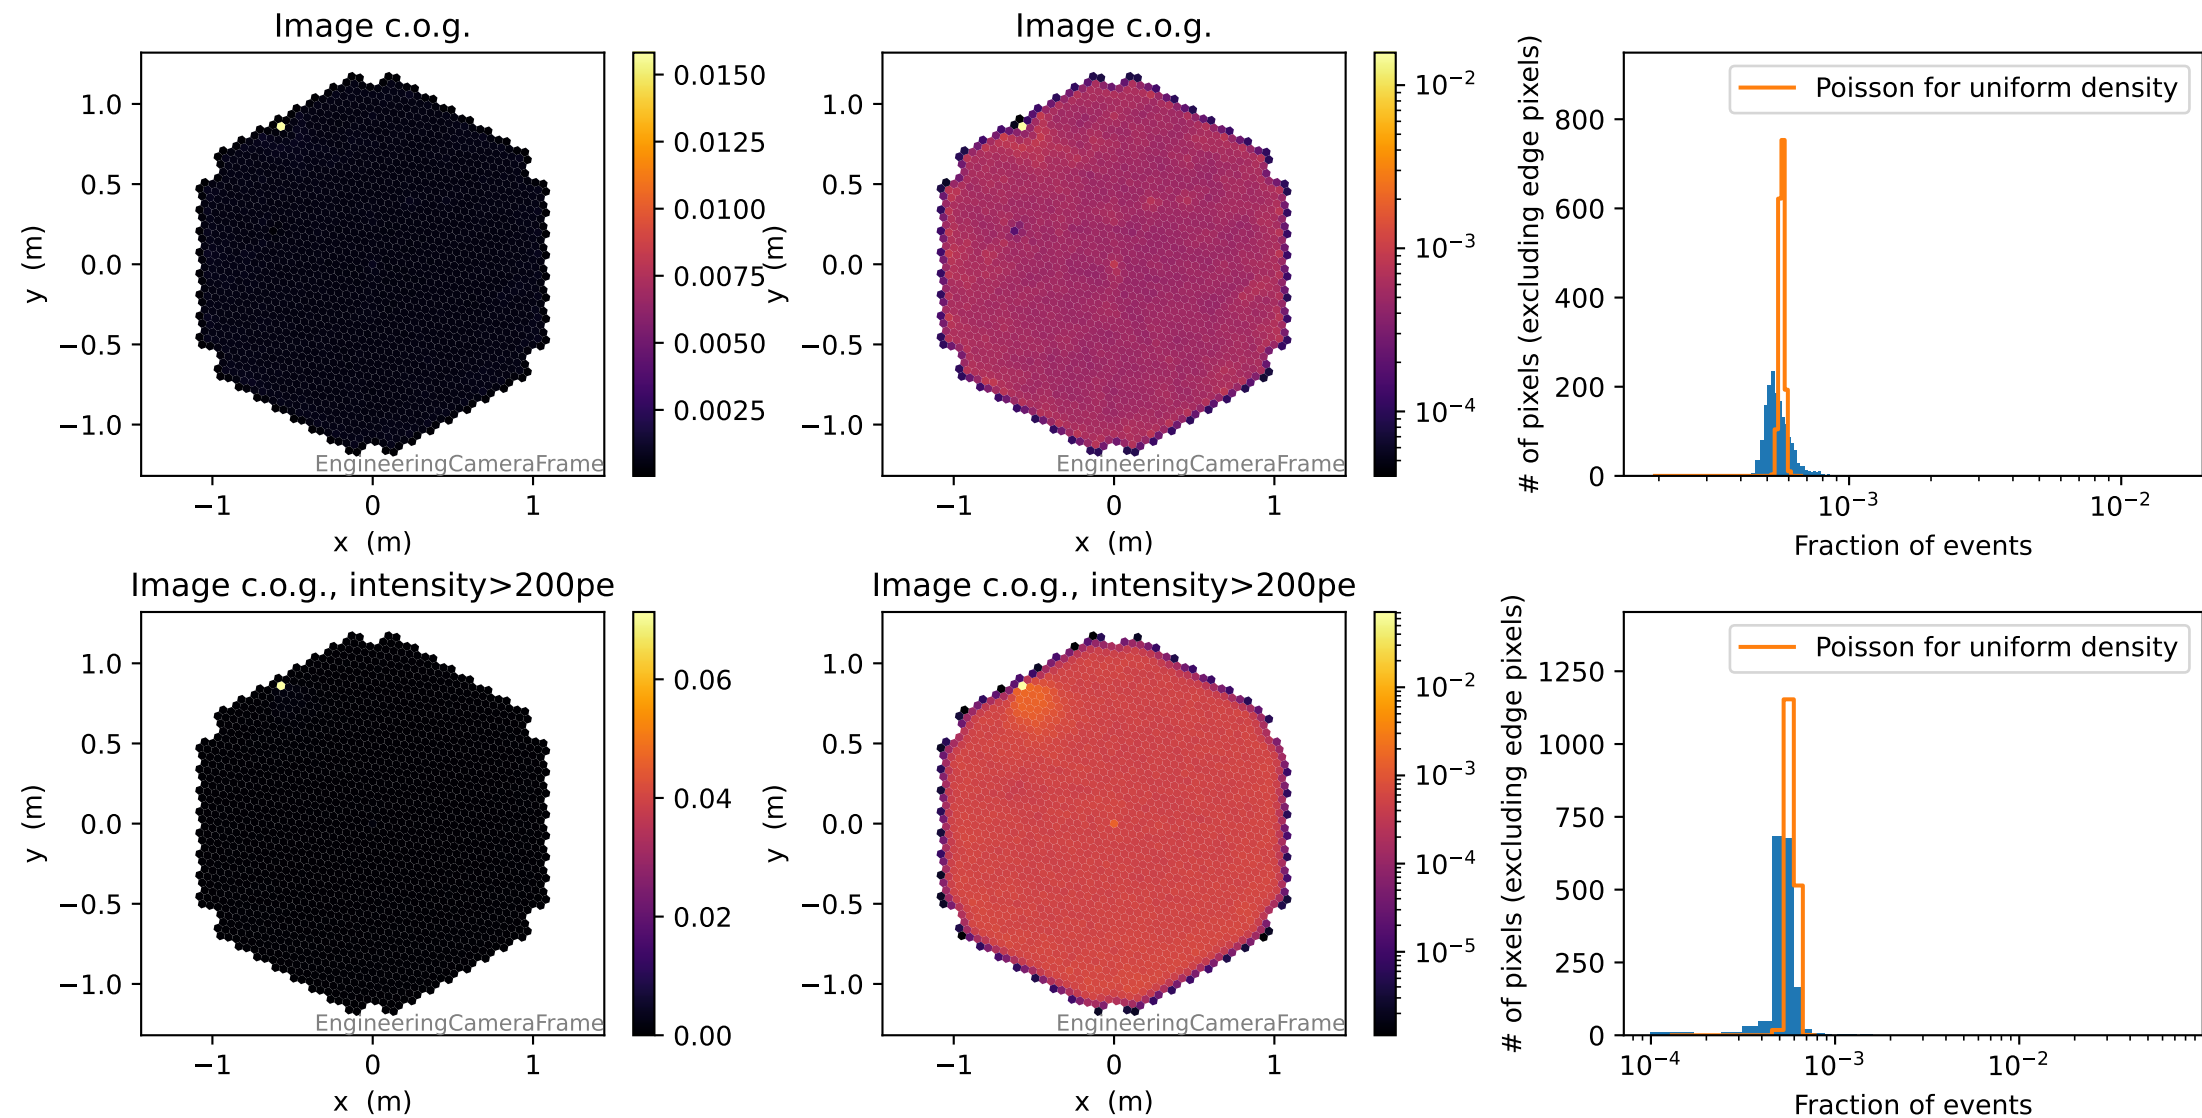 Image c.o.g.
1.0
0.5
0.0
−0.5
−1.0
y (m)
−1 0 1
x (m)
EngineeringCameraFrame
0.0150
0.0125
0.0100
0.0075
0.0050
0.0025
Image c.o.g.
1.0
0.5
0.0
−0.5
−1.0
y (m)
−1 0 1
x (m)
EngineeringCameraFrame
10⁻²
10⁻³
10⁻⁴
Poisson for uniform density
# of pixels (excluding edge pixels)
800
600
400
200
0
10⁻³ 10⁻²
Fraction of events
Image c.o.g., intensity>200pe
1.0
0.5
0.0
−0.5
−1.0
y (m)
−1 0 1
x (m)
EngineeringCameraFrame
0.06
0.04
0.02
0.00
Image c.o.g., intensity>200pe
1.0
0.5
0.0
−0.5
−1.0
y (m)
−1 0 1
x (m)
EngineeringCameraFrame
10⁻²
10⁻³
10⁻⁴
10⁻⁵
Poisson for uniform density
# of pixels (excluding edge pixels)
1250
1000
750
500
250
0
10⁻⁴ 10⁻³ 10⁻²
Fraction of events